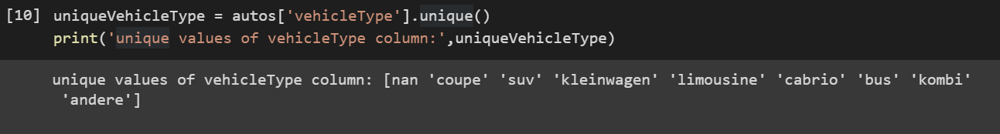 [10] uniqueVehicleType = autos['vehicleType'].unique()
print('unique values of vehicleType column:',uniqueVehicleType)
unique values of vehicleType column: [nan 'coupe' 'suv' 'kleinwagen' 'limousine' 'cabrio' 'bus' 'kombi'
'andere']